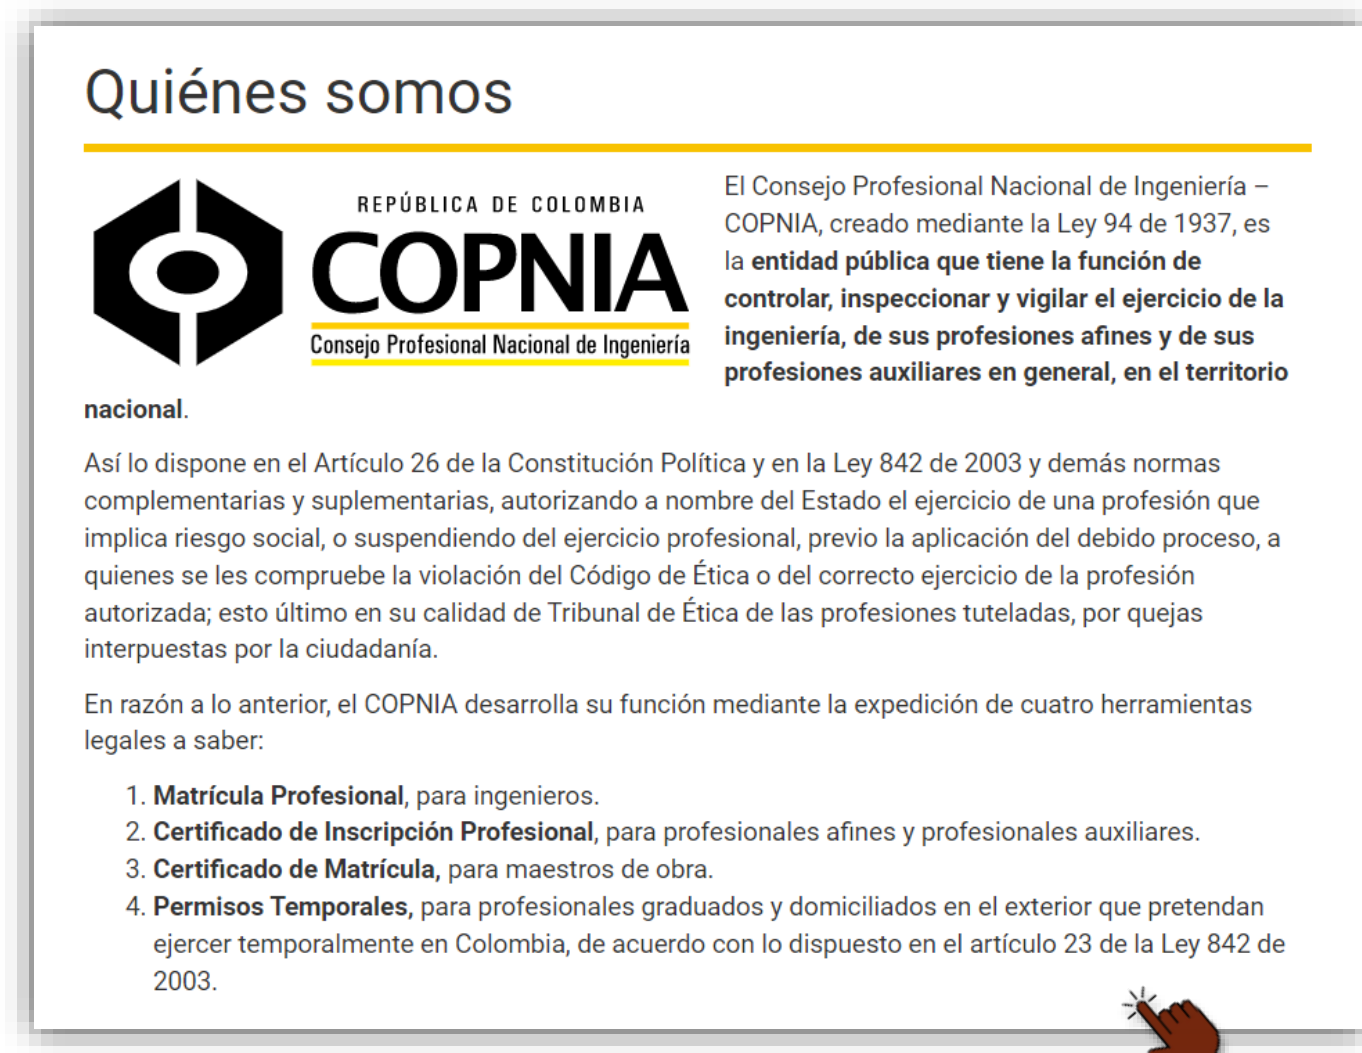 Quiénes somos
REPÚBLICA DE COLOMBIA
COPNIA
Consejo Profesional Nacional de Ingeniería
El Consejo Profesional Nacional de Ingeniería –
COPNIA, creado mediante la Ley 94 de 1937, es
la entidad pública que tiene la función de
controlar, inspeccionar y vigilar el ejercicio de la
ingeniería, de sus profesiones afines y de sus
profesiones auxiliares en general, en el territorio
nacional.
Así lo dispone en el Artículo 26 de la Constitución Política y en la Ley 842 de 2003 y demás normas
complementarias y suplementarias, autorizando a nombre del Estado el ejercicio de una profesión que
implica riesgo social, o suspendiendo del ejercicio profesional, previo la aplicación del debido proceso, a
quienes se les compruebe la violación del Código de Ética o del correcto ejercicio de la profesión
autorizada; esto último en su calidad de Tribunal de Ética de las profesiones tuteladas, por quejas
interpuestas por la ciudadanía.
En razón a lo anterior, el COPNIA desarrolla su función mediante la expedición de cuatro herramientas
legales a saber:
1. Matrícula Profesional, para ingenieros.
2. Certificado de Inscripción Profesional, para profesionales afines y profesionales auxiliares.
3. Certificado de Matrícula, para maestros de obra.
4. Permisos Temporales, para profesionales graduados y domiciliados en el exterior que pretendan
ejercer temporalmente en Colombia, de acuerdo con lo dispuesto en el artículo 23 de la Ley 842 de
2003.